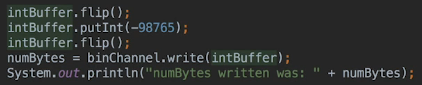 intBuffer.flip();
intBuffer.putInt(-98765);
intBuffer.flip();
numBytes = binChannel.write(intBuffer);
System.out.println("numBytes written was: " + numBytes);